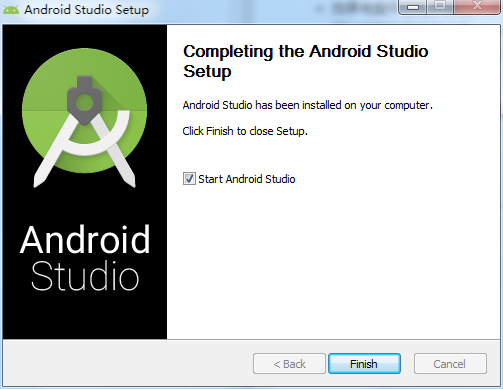 Android Studio Setup
Completing the Android Studio
Setup
Android Studio has been installed on your computer.
Click Finish to close Setup.
Start Android Studio
Android
Studio
< Back
Finish
Cancel